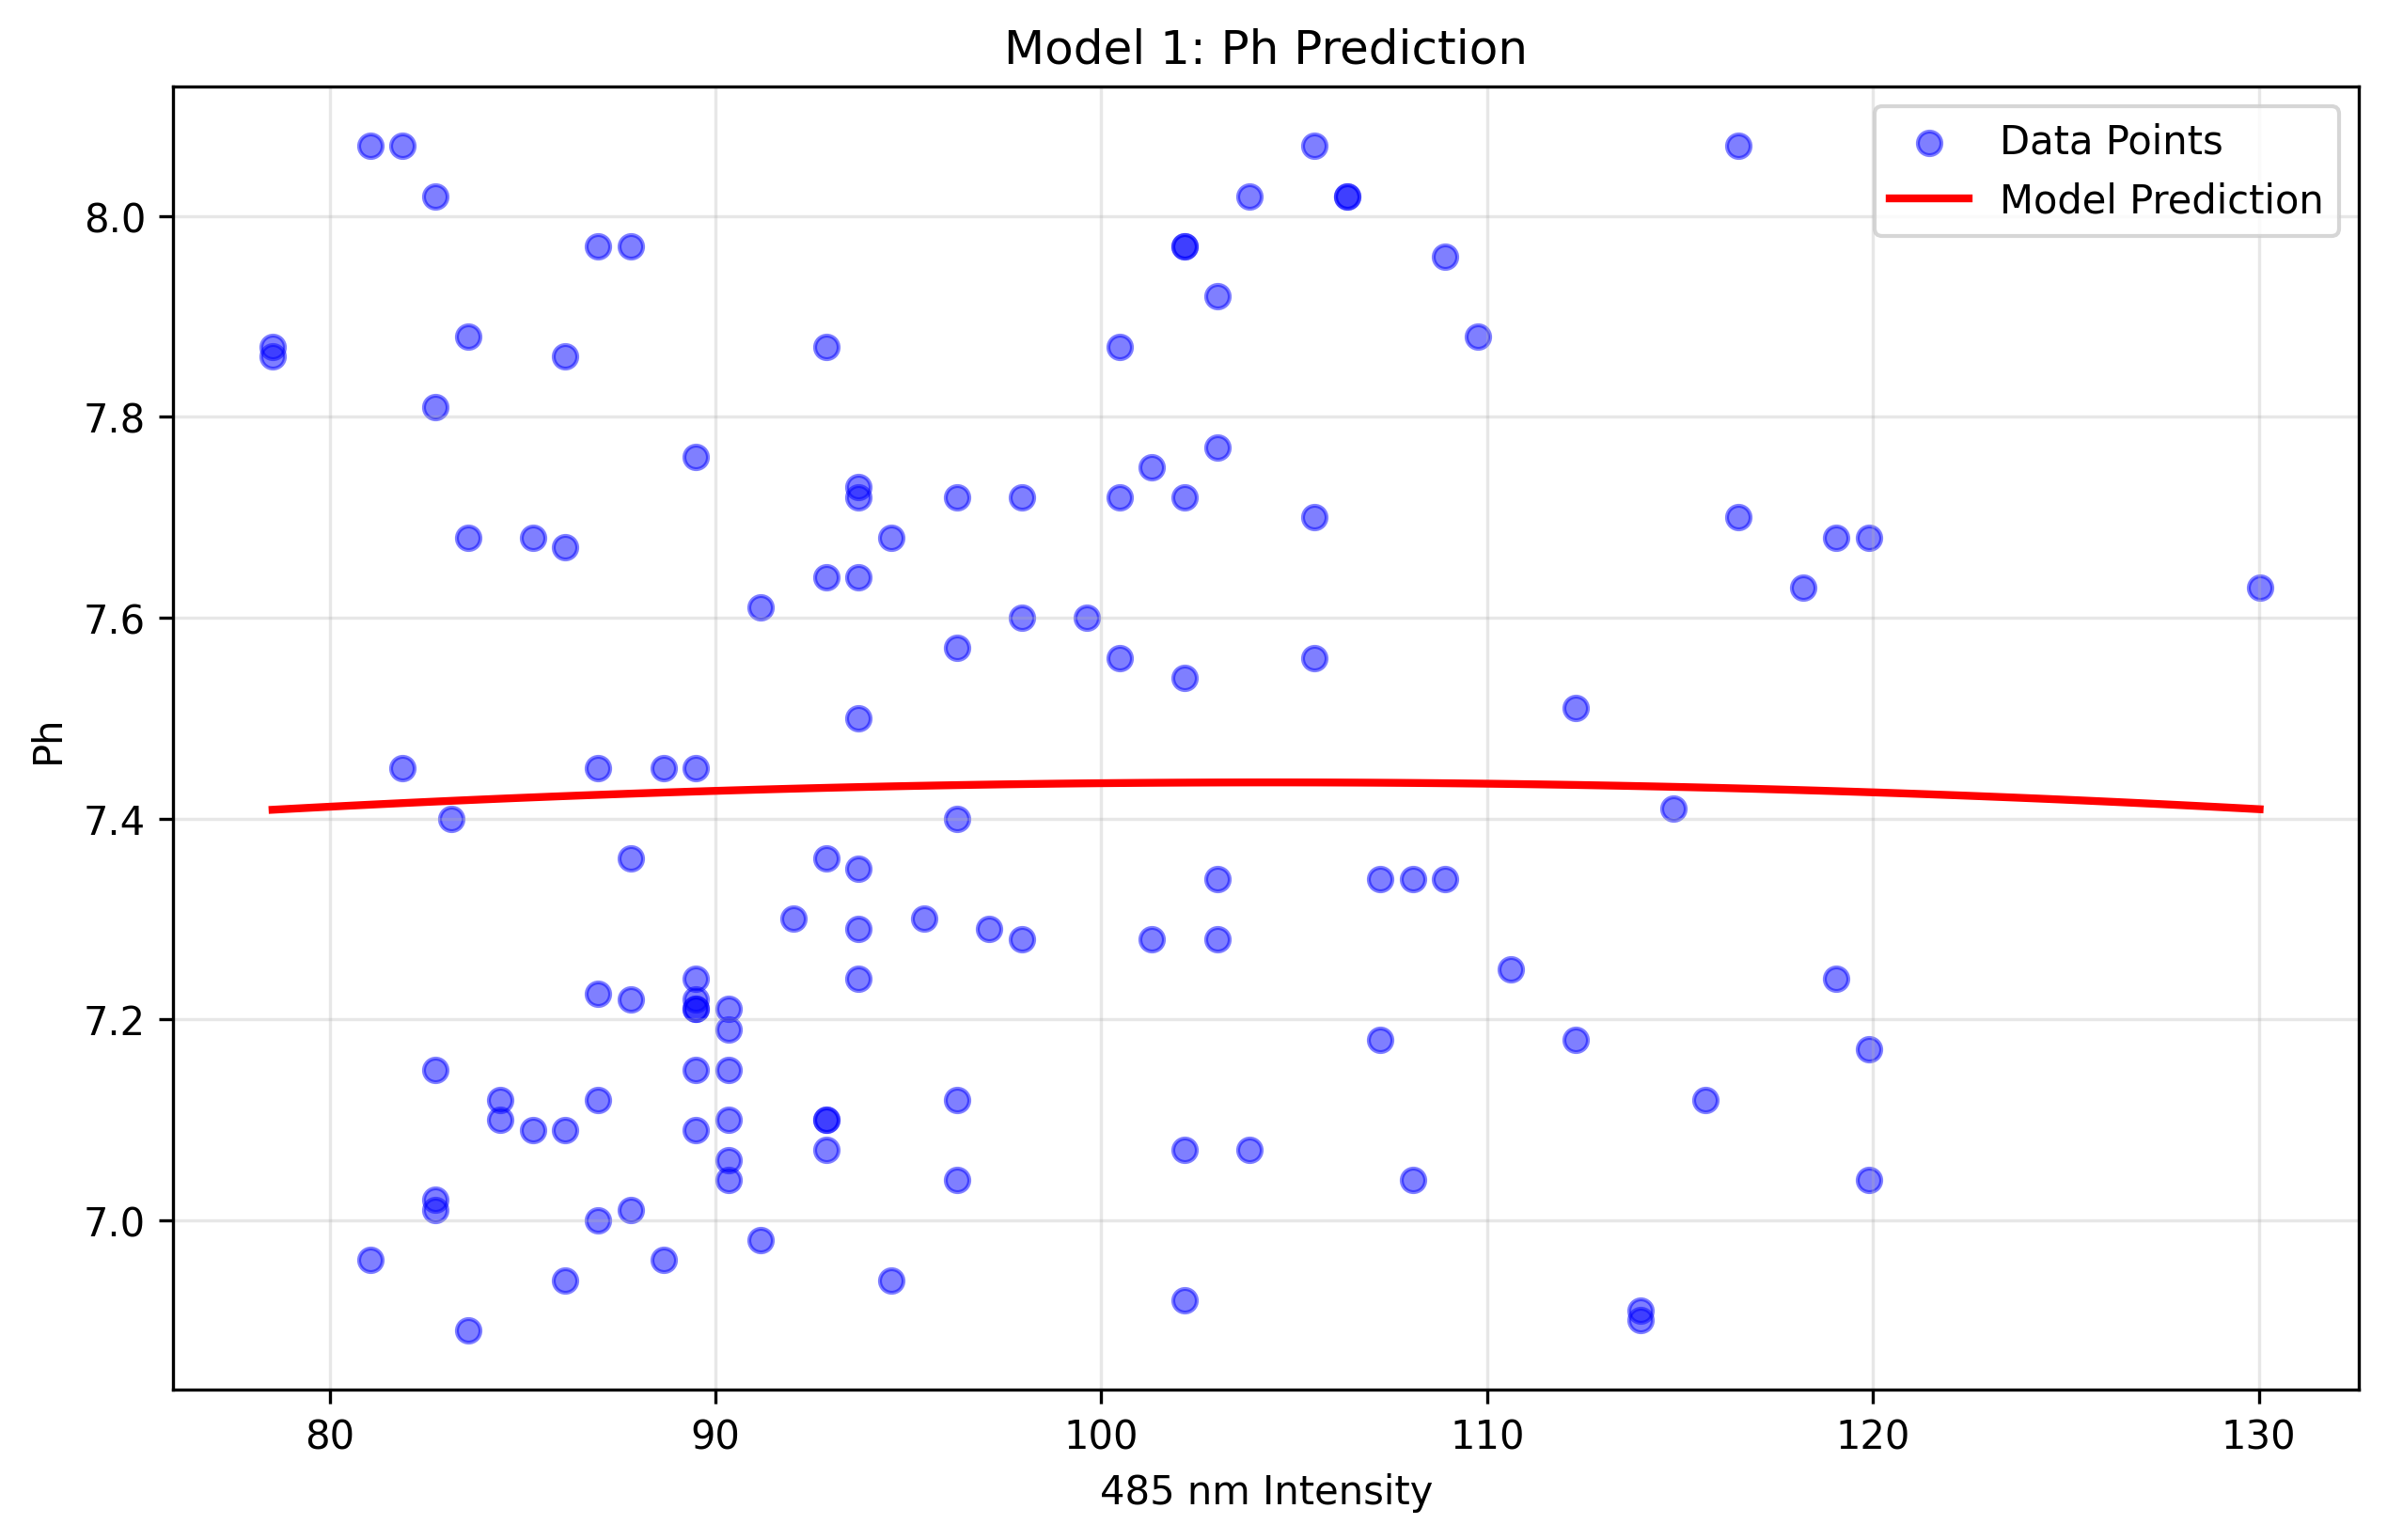 Model 1: Ph Prediction
Data Points
Model Prediction
8.0
7.8
7.6
7.4
7.2
7.0
Ph
80 90 100 110 120 130
485 nm Intensity